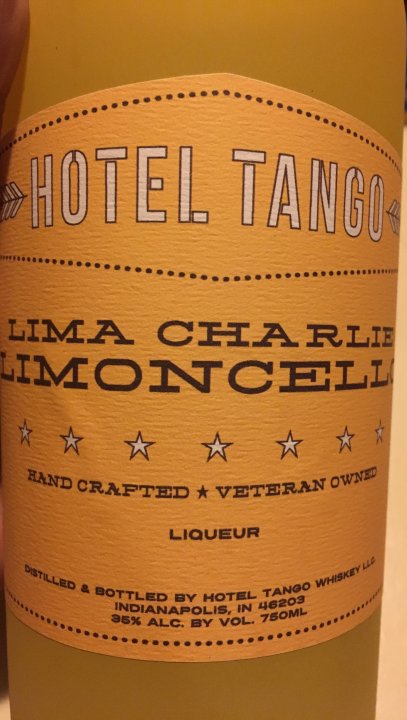 HOTEL TANGO
LIMA CHARLIE
LIMONCELLO
HAND CRAFTED ★ VETERAN OWNED
LIQUEUR
DISTILLED & BOTTLED BY HOTEL TANGO WHISKEY LLC.
INDIANAPOLIS, IN 46203
35% ALC. BY VOL. 750ML